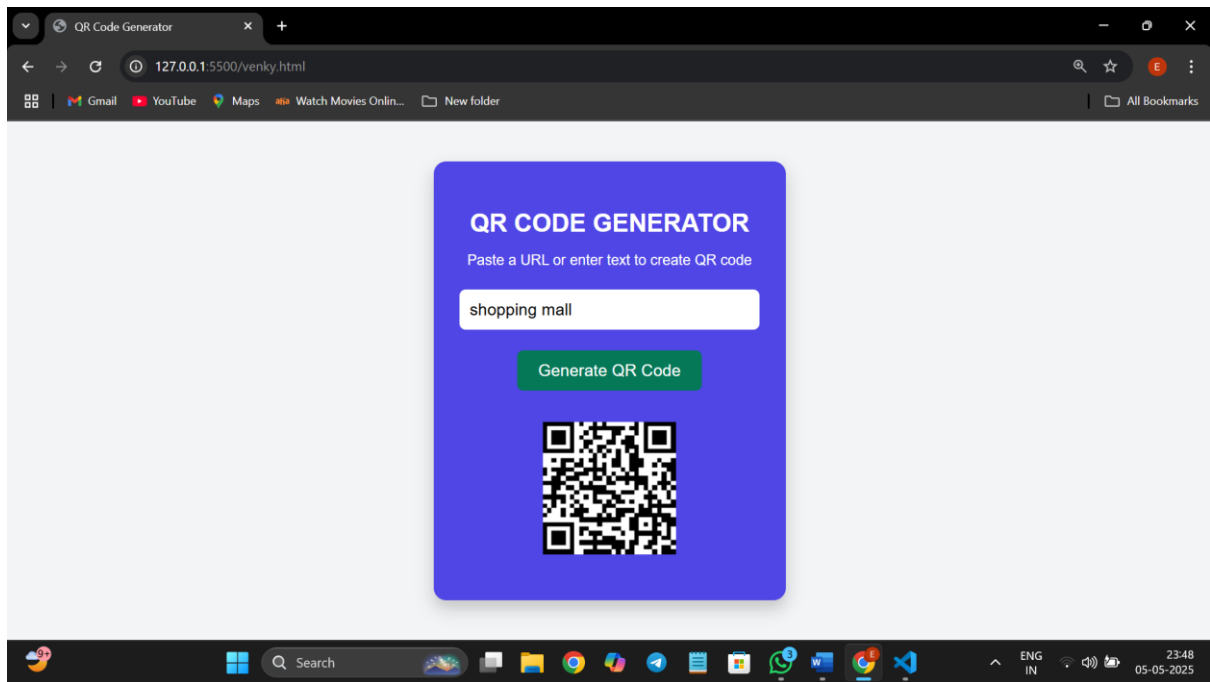 QR Code Generator
127.0.0.1:5500/venky.html
E
Gmail YouTube Maps Watch Movies Onlin... New folder All Bookmarks
QR CODE GENERATOR
Paste a URL or enter text to create QR code
shopping mall
Generate QR Code
9+
Search
3
E
ENG
IN
23:48
05-05-2025